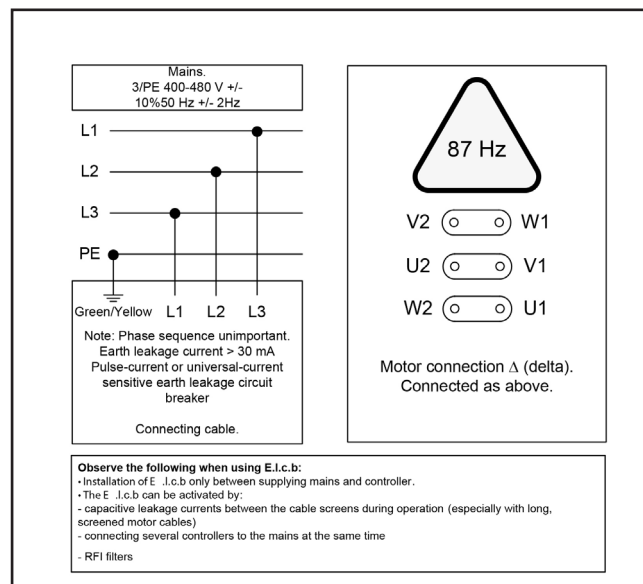 Mains.
3/PE 400-480 V +/-
10%50 Hz +/- 2Hz
L1
L2
L3
PE
Green/Yellow L1 L2 L3
Note: Phase sequence unimportant.
Earth leakage current > 30 mA
Pulse-current or universal-current
sensitive earth leakage circuit
breaker
Connecting cable.
87 Hz
V2 W1
U2 V1
W2 U1
Motor connection Δ (delta).
Connected as above.
Observe the following when using E.l.c.b:
• Installation of E .l.c.b only between supplying mains and controller.
• The E .l.c.b can be activated by:
- capacitive leakage currents between the cable screens during operation (especially with long,
screened motor cables)
- connecting several controllers to the mains at the same time
- RFI filters